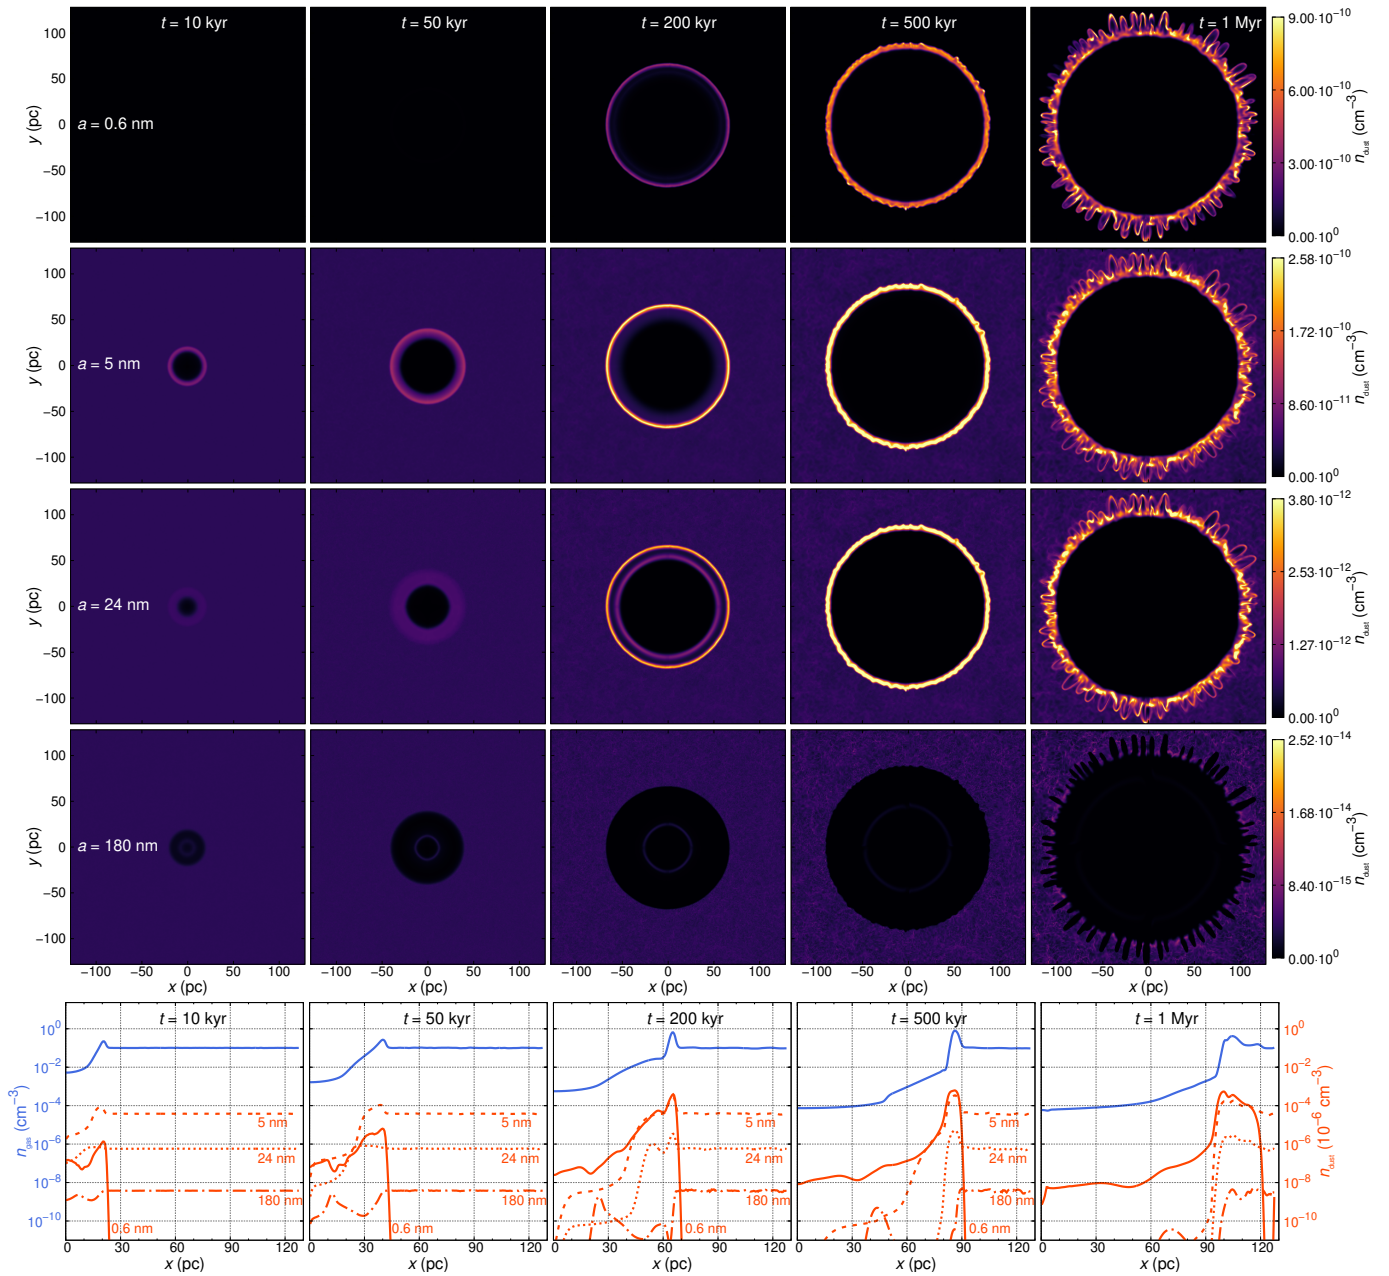 t = 10 kyr
t = 50 kyr
t = 200 kyr
t = 500 kyr
t = 1 Myr
100
50
0
−50
−100
y (pc)
a = 0.6 nm
9.00·10⁻¹⁰
6.00·10⁻¹⁰
3.00·10⁻¹⁰
0.00·10⁰
n_dust (cm⁻³)
100
50
0
−50
−100
y (pc)
a = 5 nm
2.58·10⁻¹⁰
1.72·10⁻¹⁰
8.60·10⁻¹¹
0.00·10⁰
n_dust (cm⁻³)
100
50
0
−50
−100
y (pc)
a = 24 nm
3.80·10⁻¹²
2.53·10⁻¹²
1.27·10⁻¹²
0.00·10⁰
n_dust (cm⁻³)
100
50
0
−50
−100
y (pc)
a = 180 nm
2.52·10⁻¹⁴
1.68·10⁻¹⁴
8.40·10⁻¹⁵
0.00·10⁰
n_dust (cm⁻³)
−100 −50 0 50 100
−100 −50 0 50 100
−100 −50 0 50 100
−100 −50 0 50 100
−100 −50 0 50 100
x (pc)
x (pc)
x (pc)
x (pc)
x (pc)
t = 10 kyr
t = 50 kyr
t = 200 kyr
t = 500 kyr
t = 1 Myr
10⁰
10⁻²
10⁻⁴
10⁻⁶
10⁻⁸
10⁻¹⁰
n_gas (cm⁻³)
5 nm
24 nm
180 nm
0.6 nm
5 nm
24 nm
180 nm
0.6 nm
5 nm
24 nm
180 nm
0.6 nm
5 nm
24 nm
180 nm
0.6 nm
10⁰
10⁻²
10⁻⁴
10⁻⁶
10⁻⁸
10⁻¹⁰
n_dust (10⁻⁶ cm⁻³)
0 30 60 90 120
0 30 60 90 120
0 30 60 90 120
0 30 60 90 120
0 30 60 90 120
x (pc)
x (pc)
x (pc)
x (pc)
x (pc)